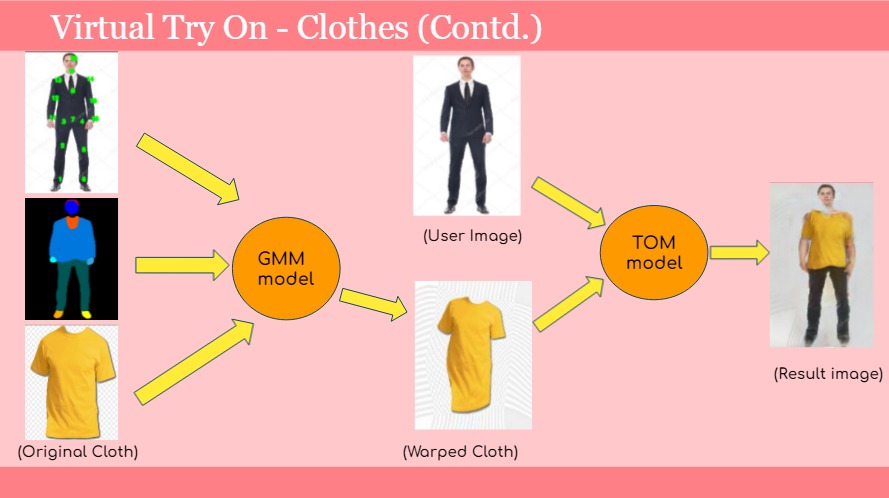 Virtual Try On - Clothes (Contd.)
GMM
model
(Original Cloth)
(User Image)
(Warped Cloth)
TOM
model
(Result image)